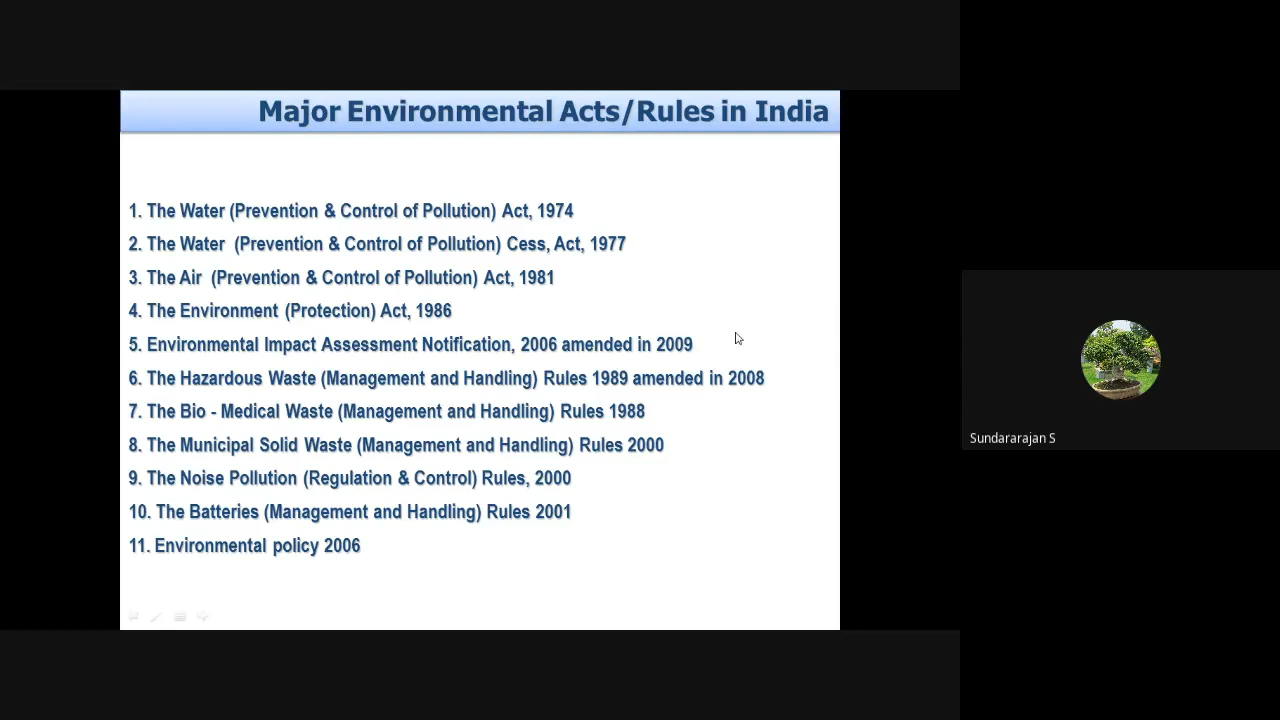 Major Environmental Acts/Rules in India
1. The Water (Prevention & Control of Pollution) Act, 1974
2. The Water (Prevention & Control of Pollution) Cess, Act, 1977
3. The Air (Prevention & Control of Pollution) Act, 1981
4. The Environment (Protection) Act, 1986
5. Environmental Impact Assessment Notification, 2006 amended in 2009
6. The Hazardous Waste (Management and Handling) Rules 1989 amended in 2008
7. The Bio - Medical Waste (Management and Handling) Rules 1988
8. The Municipal Solid Waste (Management and Handling) Rules 2000
9. The Noise Pollution (Regulation & Control) Rules, 2000
10. The Batteries (Management and Handling) Rules 2001
11. Environmental policy 2006
Sundararajan S